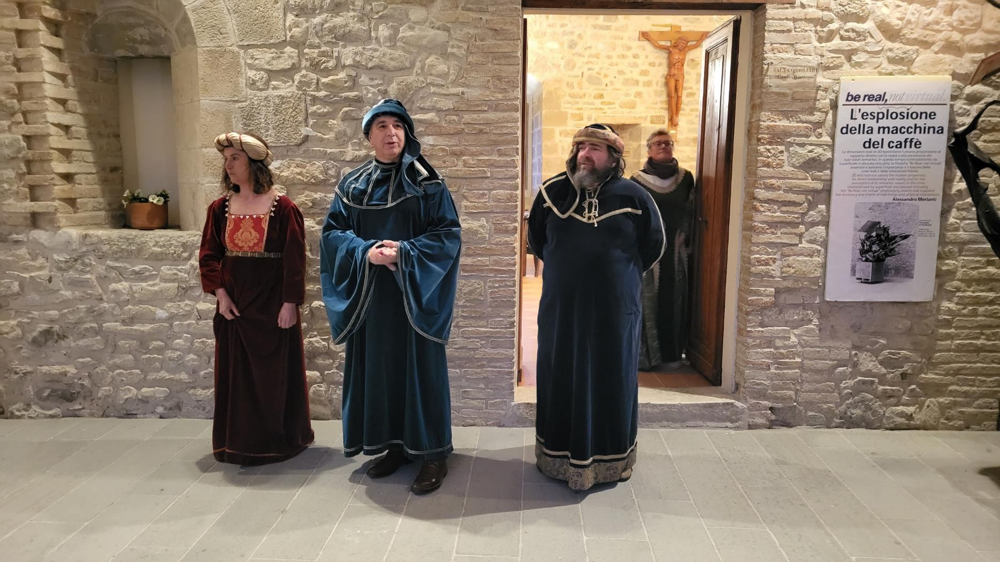 SALA CONSILIARE
"Canzio Bardozzi"
be real, not virtual.
L'esplosione
della macchina
del caffè
Le dimensioni reali in 3D soddisfano l'umana propensione al
rapporto diretto con la realtà e alla percezione dei
suoi valori semantici. In questo tempo contraddistinto da
superficiale e abusata virtualità, la filosofia "Be Real, not virtual"
asserisce e sostiene l'importanza e il fascino delle
cose reali e delle interazioni fisiche.
3D and real size satisfy the human propensity
for direct relationship with reality and for the
perception of its semantic values. In this time
characterized by superficial and abused virtuality,
the "Be Real, not virtual" phylosophy asserts and supports
the discovery and charm of real things and physical interactions.
Alessandro Merlanti